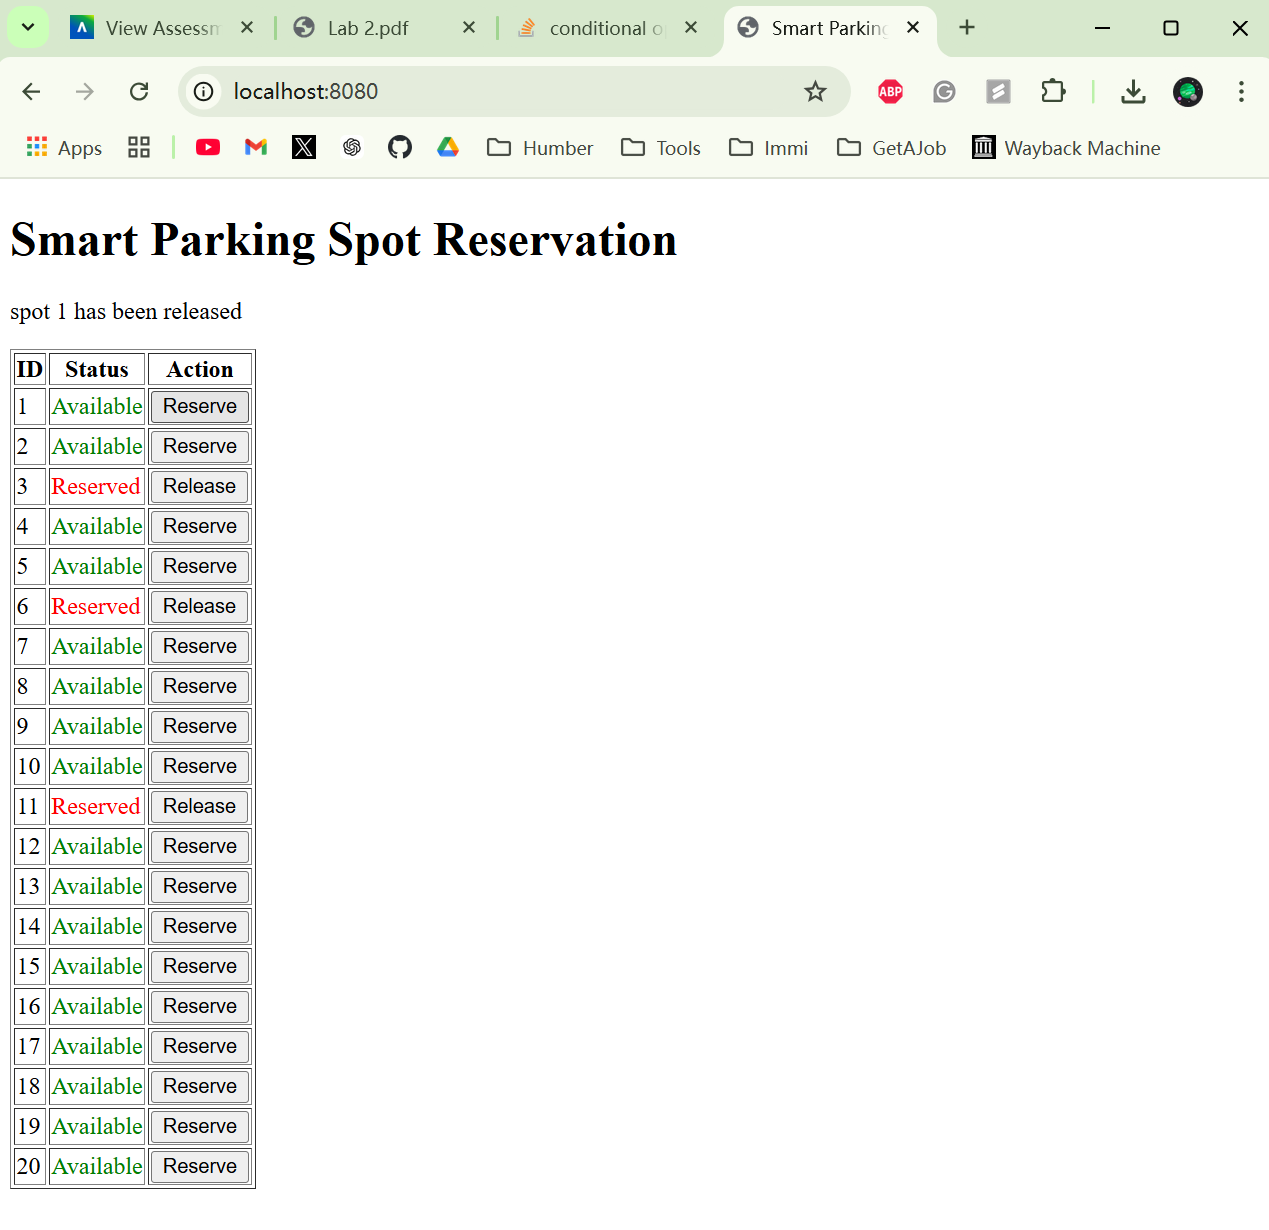 View Assessm
Lab 2.pdf
conditional o
Smart Parking
localhost:8080
ABP
Apps
Humber
Tools
Immi
GetAJob
Wayback Machine
Smart Parking Spot Reservation
spot 1 has been released
ID Status Action
1 Available Reserve
2 Available Reserve
3 Reserved Release
4 Available Reserve
5 Available Reserve
6 Reserved Release
7 Available Reserve
8 Available Reserve
9 Available Reserve
10 Available Reserve
11 Reserved Release
12 Available Reserve
13 Available Reserve
14 Available Reserve
15 Available Reserve
16 Available Reserve
17 Available Reserve
18 Available Reserve
19 Available Reserve
20 Available Reserve